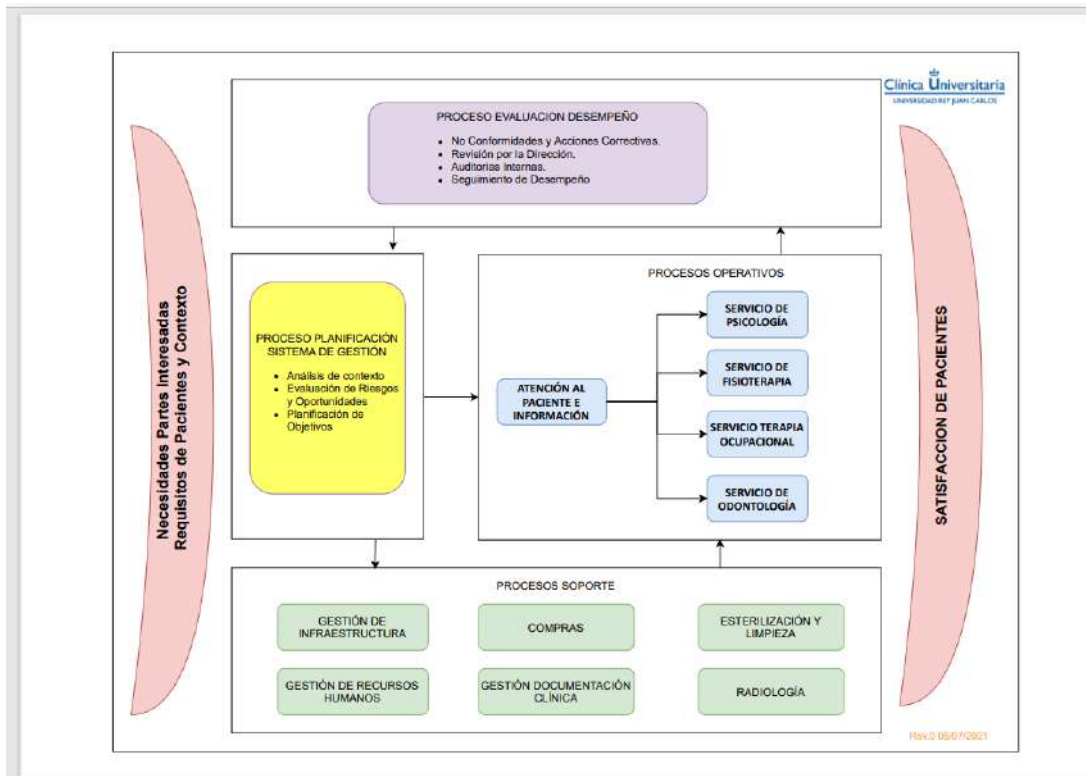 Clínica Universitaria
UNIVERSIDAD REY JUAN CARLOS
PROCESO EVALUACION DESEMPEÑO
No Conformidades y Acciones Correctivas.
Revisión por la Dirección.
Auditorias Internas.
Seguimiento de Desempeño
Necesidades Partes Interesadas
Requisitos de Pacientes y Contexto
PROCESO PLANIFICACIÓN
SISTEMA DE GESTIÓN
Análisis de contexto
Evaluación de Riesgos
y Oportunidades
Planificación de
Objetivos
PROCESOS OPERATIVOS
ATENCIÓN AL
PACIENTE E
INFORMACIÓN
SERVICIO DE
PSICOLOGÍA
SERVICIO DE
FISIOTERAPIA
SERVICIO TERAPIA
OCUPACIONAL
SERVICIO DE
ODONTOLOGÍA
SATISFACCION DE PACIENTES
PROCESOS SOPORTE
GESTIÓN DE
INFRAESTRUCTURA
COMPRAS
ESTERILIZACIÓN Y
LIMPIEZA
GESTIÓN DE RECURSOS
HUMANOS
GESTIÓN DOCUMENTACIÓN
CLÍNICA
RADIOLOGÍA
Rev.0 06/07/2021